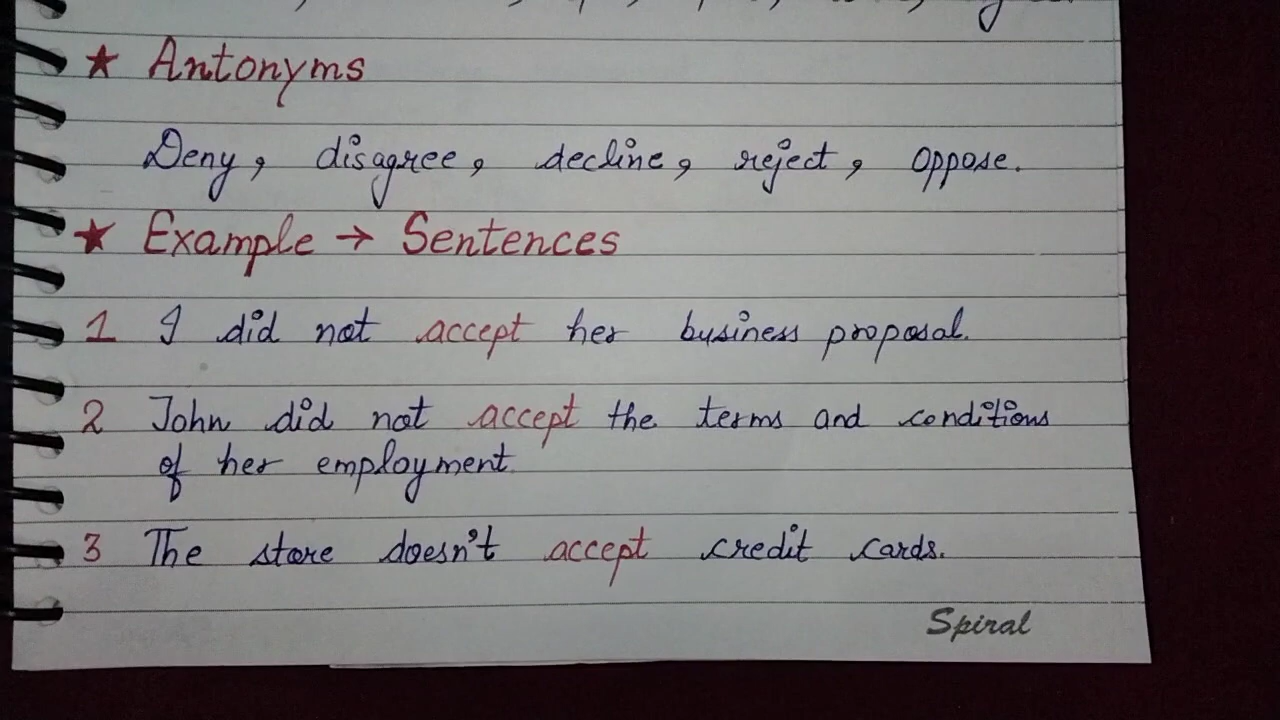 ★ Antonyms
Deny, disagree, decline, reject, oppose.
★ Example → Sentences
1 I did not accept her business proposal.
2 John did not accept the terms and conditions
of her employment
3 The store doesn't accept credit cards.
Spiral